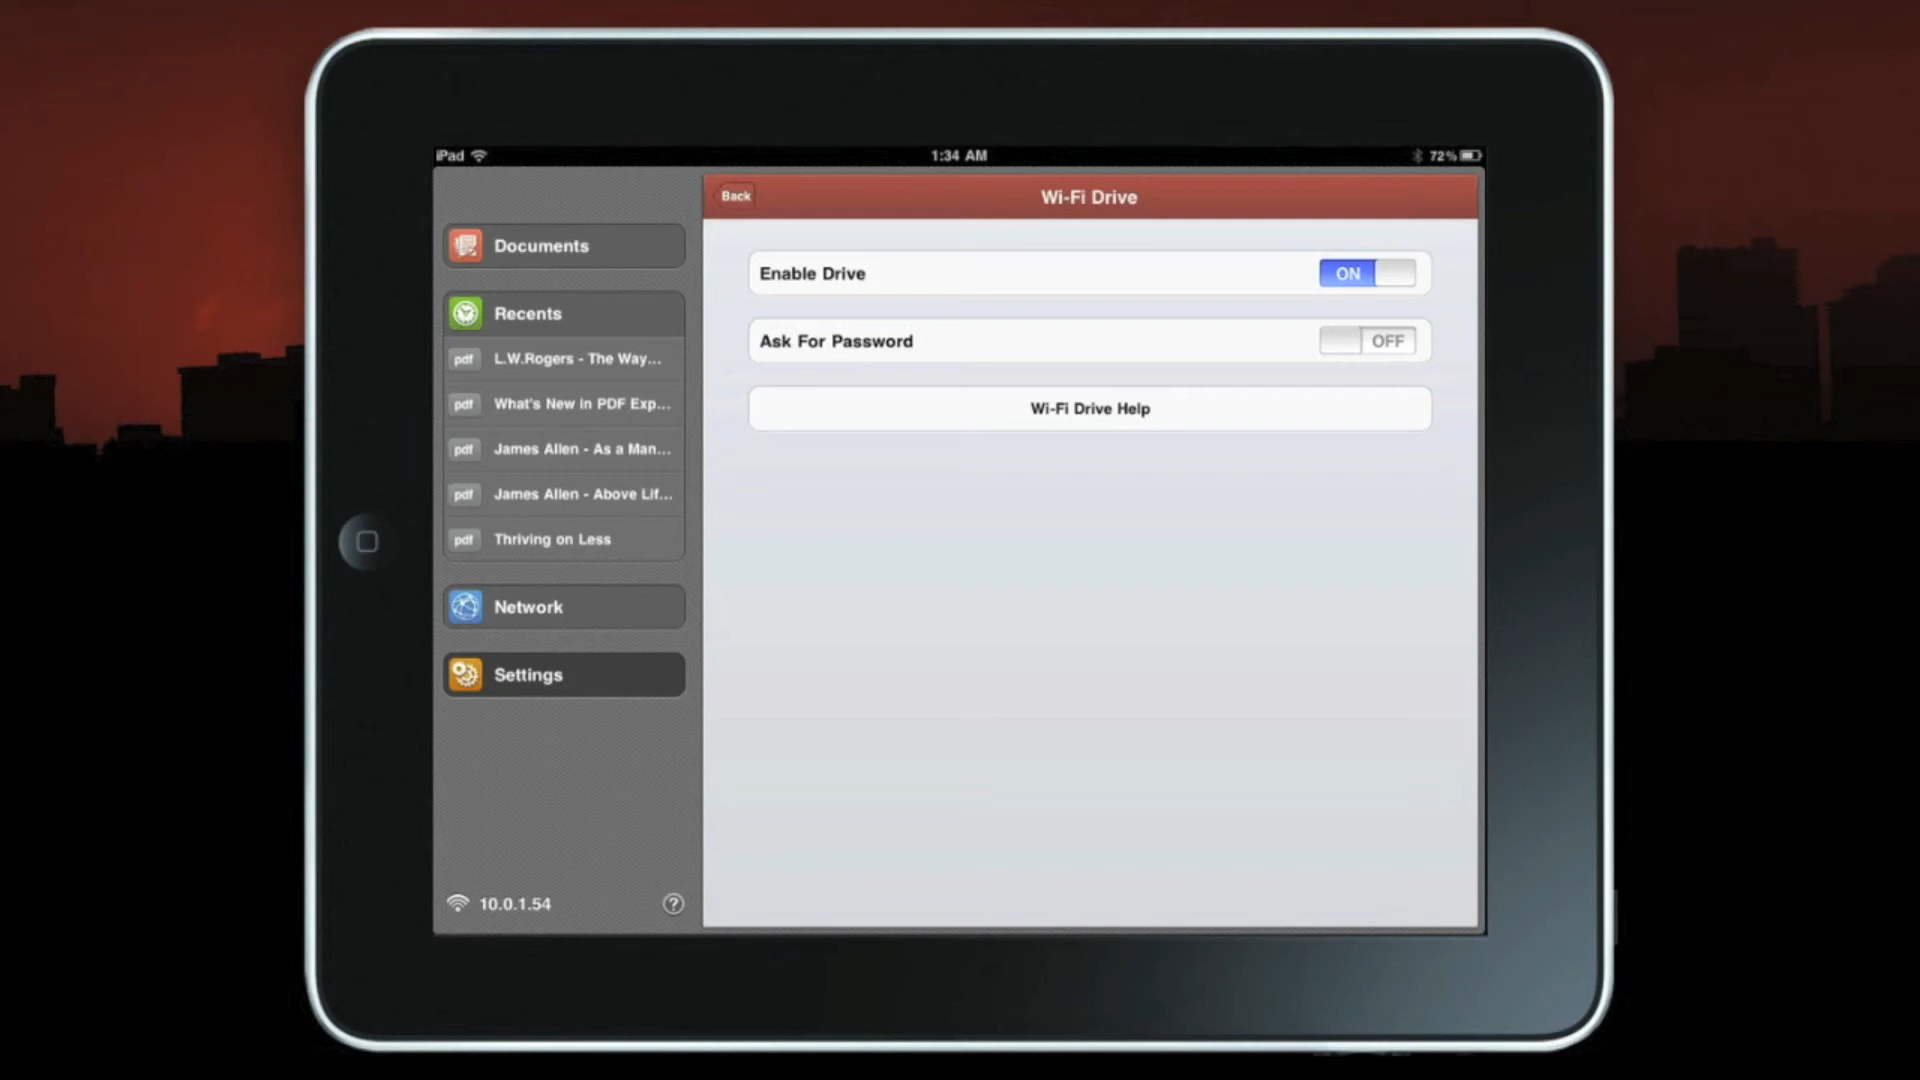 iPad
1:34 AM
72%
Back
Wi-Fi Drive
Documents
Recents
pdf L.W.Rogers - The Way...
pdf What's New in PDF Exp...
pdf James Allen - As a Man...
pdf James Allen - Above Lif...
pdf Thriving on Less
Network
Settings
10.0.1.54
?
Enable Drive
ON
Ask For Password
OFF
Wi-Fi Drive Help